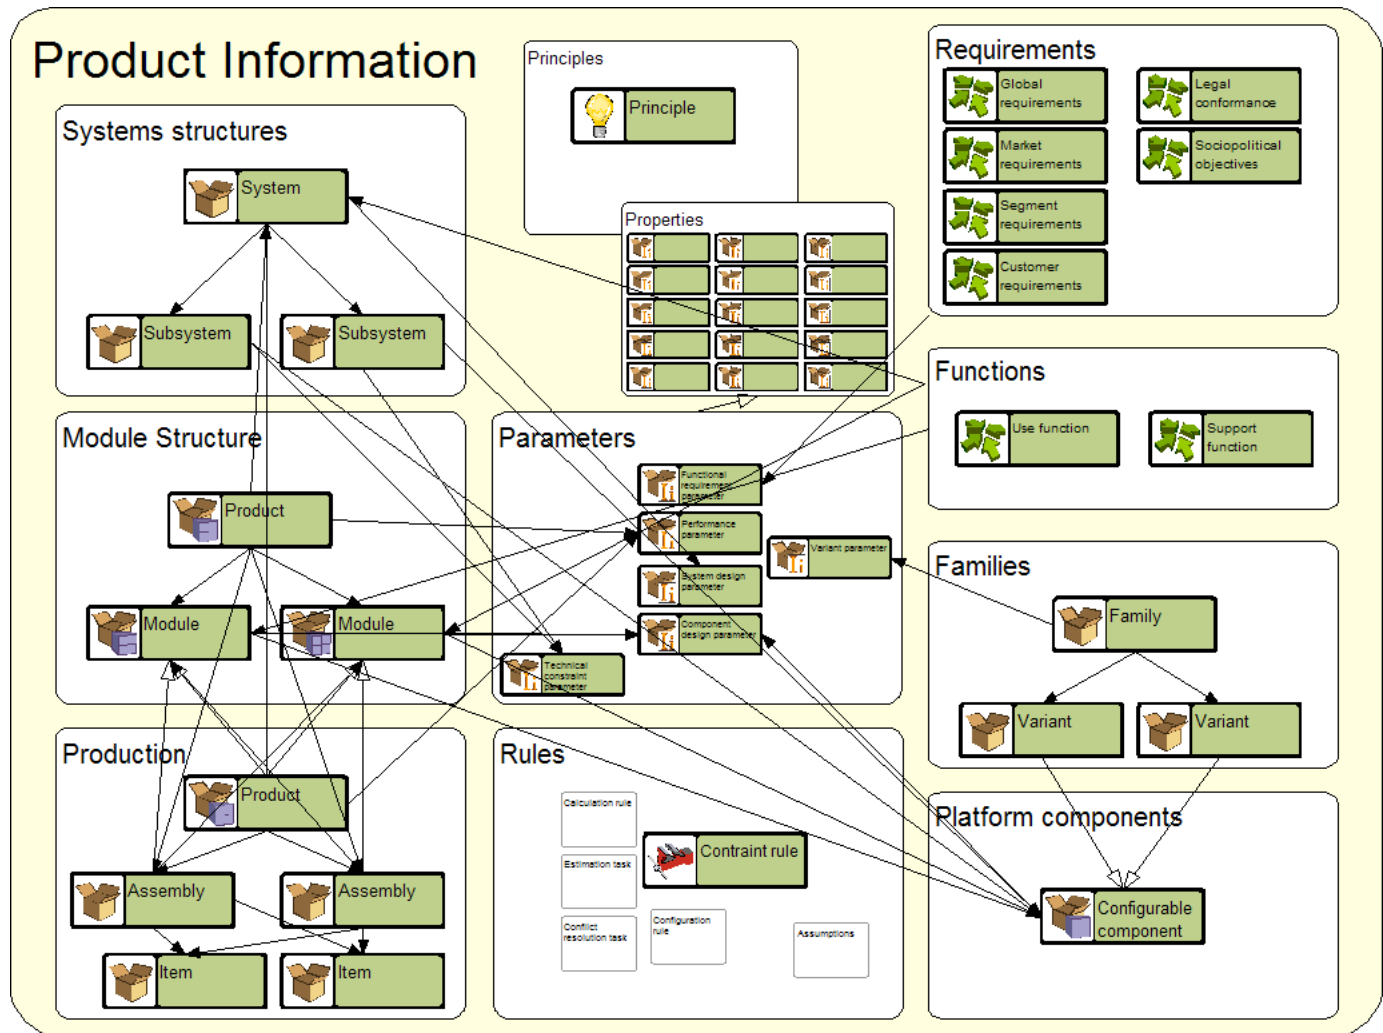 Product Information
Principles
Principle
Properties
Requirements
Global
requirements
Market
requirements
Segment
requirements
Customer
requirements
Legal
conformance
Sociopolitical
objectives
Systems structures
System
Subsystem
Subsystem
Module Structure
Product
Module
Module
Parameters
Functional
requirement
parameter
Performance
parameter
System design
parameter
Component
design parameter
Technical
constraint
parameter
Variant parameter
Functions
Use function
Support
function
Families
Family
Variant
Variant
Production
Product
Assembly
Assembly
Item
Item
Rules
Calculation rule
Estimation task
Conflict
resolution task
Contraint rule
Configuration
rule
Assumptions
Platform components
Configurable
component